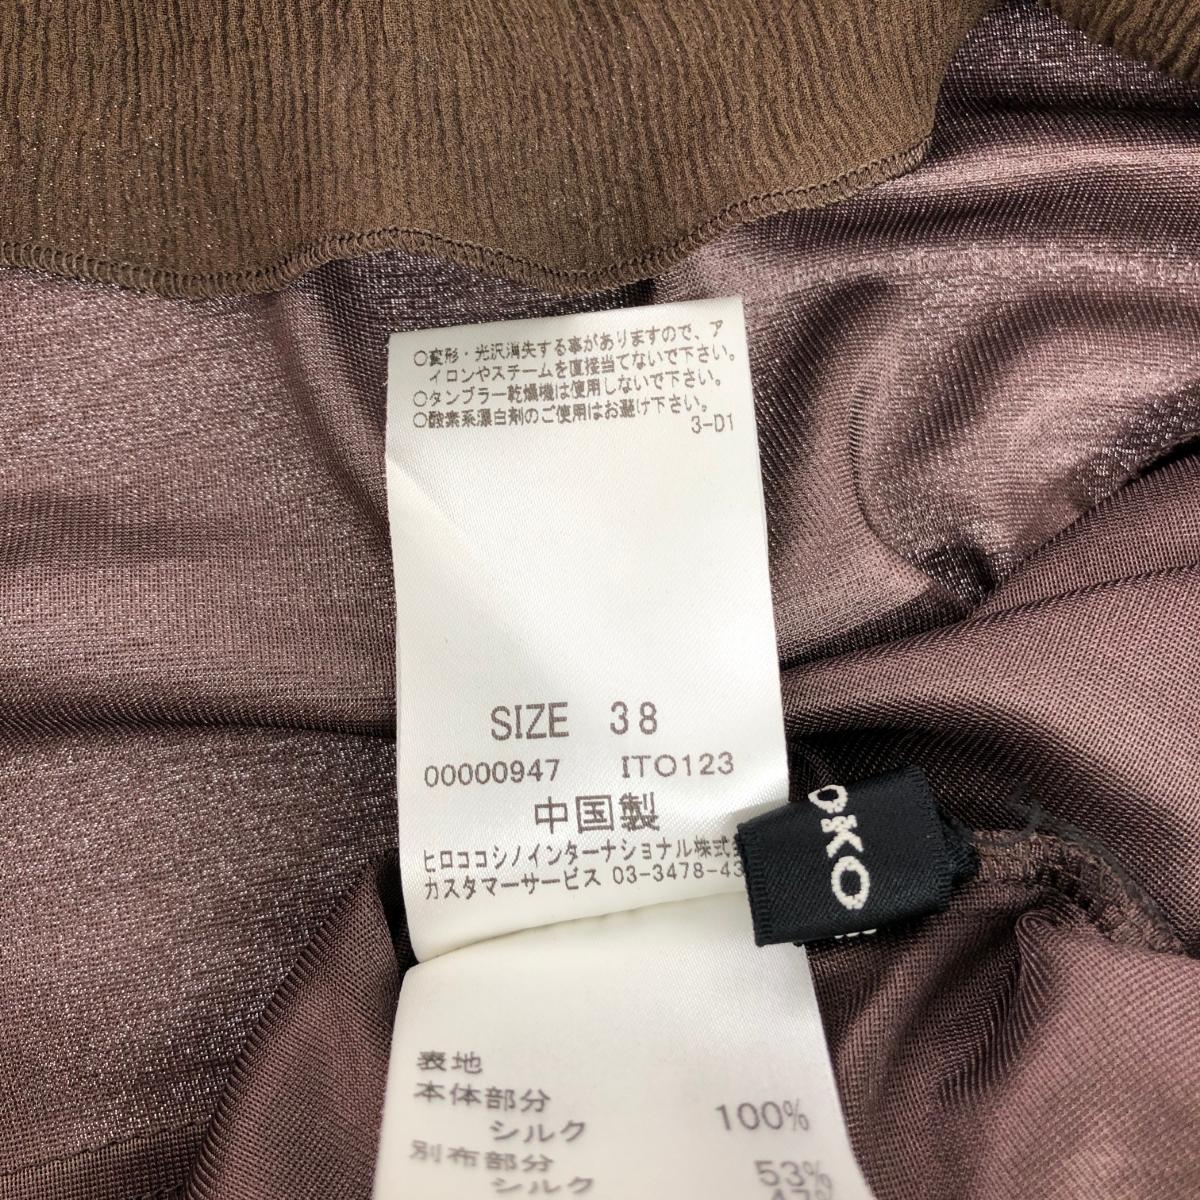 ○変形・光沢消失する事がありますので、ア
イロンやスチームを直接当てないで下さい。
○タンブラー乾燥機は使用しないで下さい。
○酸素系漂白剤のご使用はお避け下さい。
3-D1
SIZE 38
00000947 ITO123
中国製
ヒロココシノインターナショナル株式
カスタマーサービス 03-3478-43
OKO
表地
本体部分
シルク 100%
別布部分
シルク 53%
47%